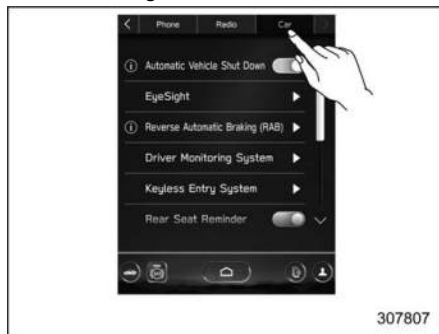 Phone Radio Car
Automatic Vehicle Shut Down
EyeSight
Reverse Automatic Braking (RAB)
Driver Monitoring System
Keyless Entry System
Rear Seat Reminder
307807